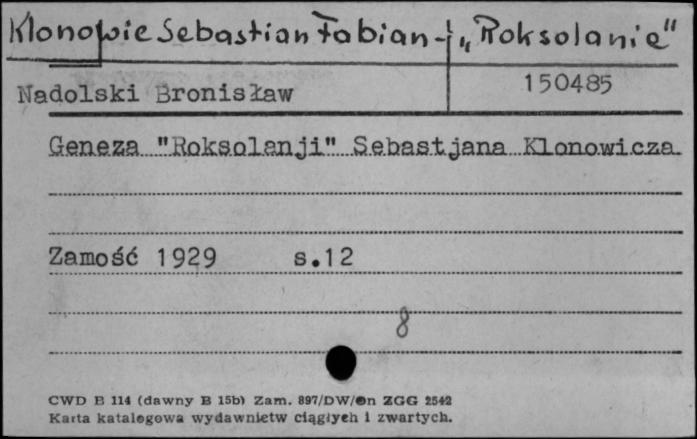 Klonowic Sebastian Fabian - „Roksolania"
Nadolski Bronisław
150485
Geneza "Roksolanji" Sebastjana Klonowicza
Zamość 1929 s.12
8
CWD B 114 (dawny B 15b) Zam. 897/DW/on ZGG 2542
Karta katalogowa wydawnictw ciągłych i zwartych.